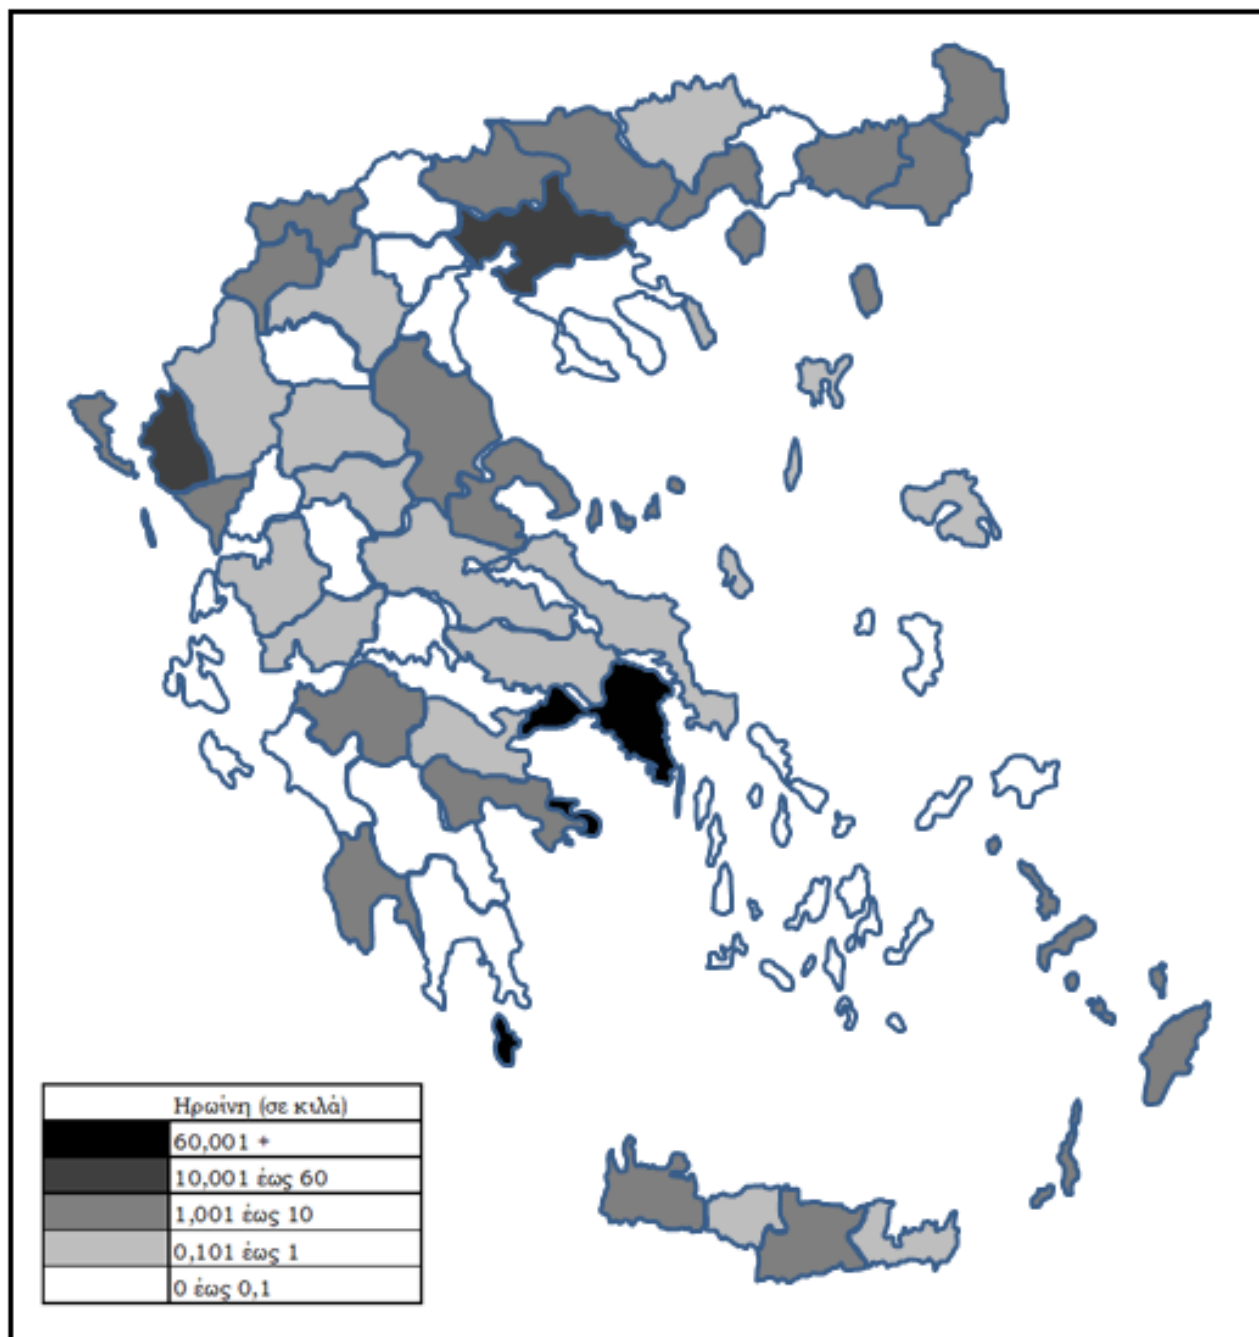 Ηρωίνη (σε κιλά)
60,001 +
10,001 έως 60
1,001 έως 10
0,101 έως 1
0 έως 0,1